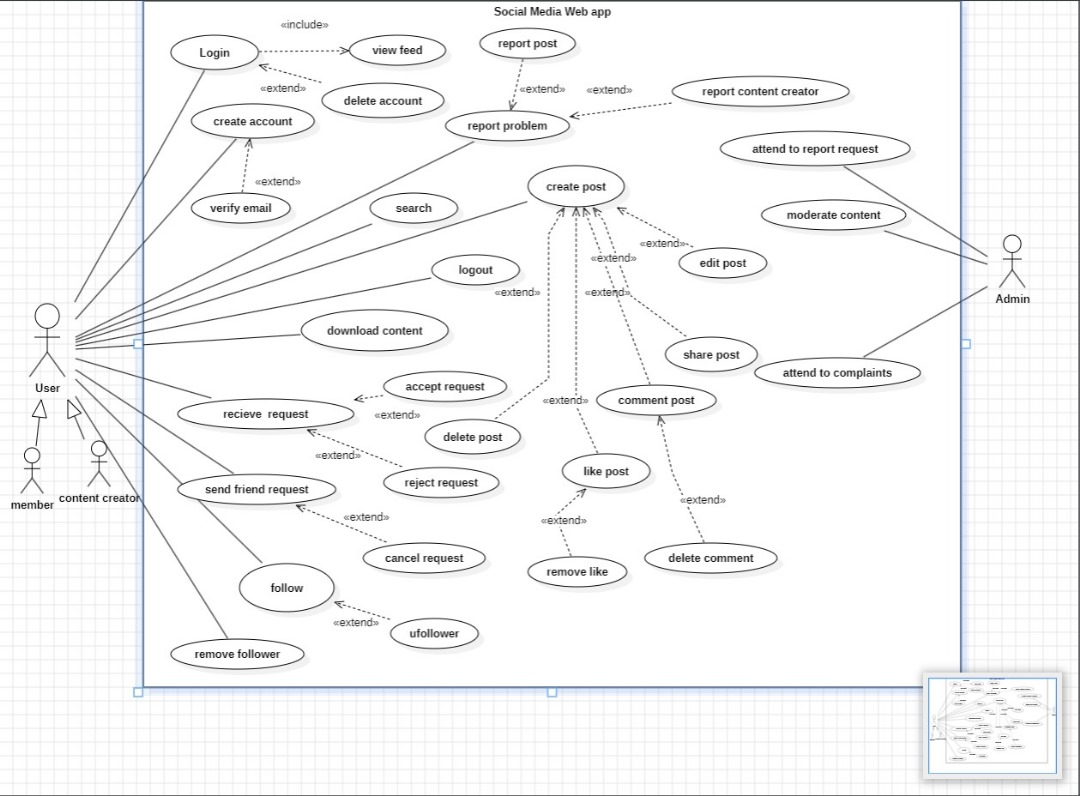 Social Media Web app
«include»
Login
view feed
report post
«extend»
delete account
«extend»
«extend»
report content creator
create account
report problem
attend to report request
«extend»
create post
verify email
search
moderate content
«extend»
edit post
«extend»
logout
«extend»
«extend»
Admin
download content
share post
attend to complaints
User
accept request
«extend»
comment post
recieve  request
«extend»
delete post
«extend»
like post
reject request
send friend request
member
content creator
«extend»
«extend»
«extend»
cancel request
remove like
delete comment
follow
«extend»
ufollower
remove follower